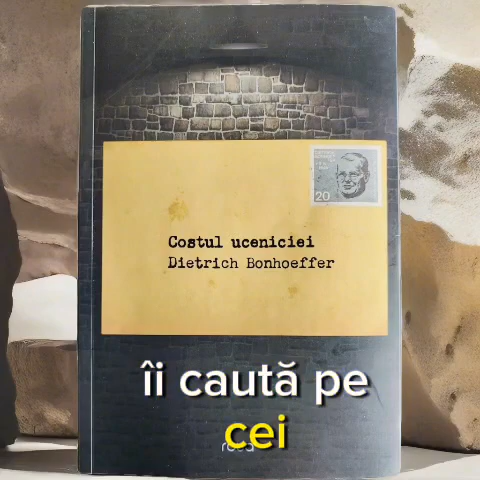 20
Costul uceniciei
Dietrich Bonhoeffer
îi caută pe
cei